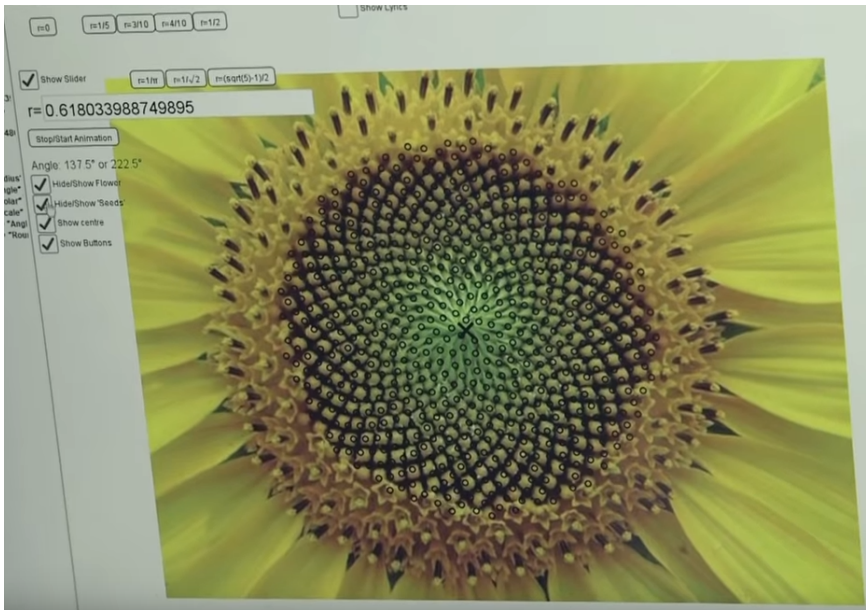 Show Lyrics
r=0 r=1/5 r=3/10 r=4/10 r=1/2
Show Slider r=1/π r=1/√2 r=(sqrt(5)-1)/2
r= 0.618033988749895
Stop/Start Animation
Angle: 137.5° or 222.5°
Hide/Show Flower
Hide/Show 'Seeds'
Show centre
Show Buttons